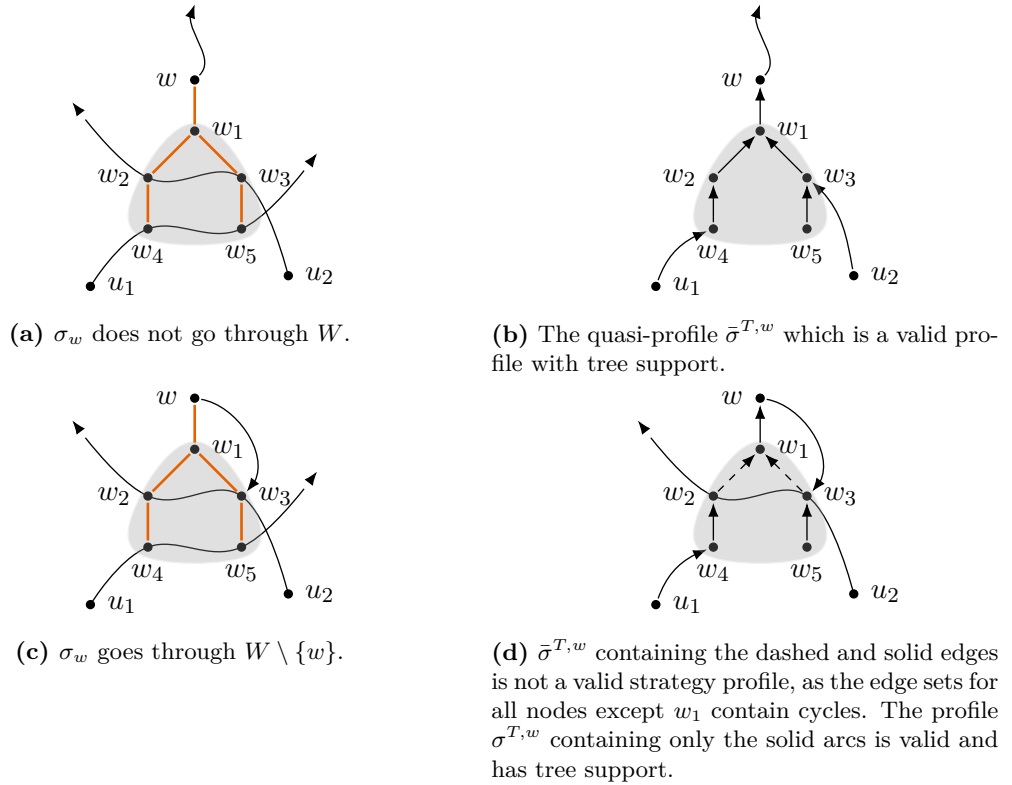 w
w₁
w₂
w₃
w₄
w₅
u₁
u₂
(a) σ_w does not go through W.
w
w₁
w₂
w₃
w₄
w₅
u₁
u₂
(b) The quasi-profile σ̄^{T,w} which is a valid pro-
file with tree support.
w
w₁
w₂
w₃
w₄
w₅
u₁
u₂
(c) σ_w goes through W \ {w}.
w
w₁
w₂
w₃
w₄
w₅
u₁
u₂
(d) σ̄^{T,w} containing the dashed and solid edges
is not a valid strategy profile, as the edge sets for
all nodes except w₁ contain cycles. The profile
σ^{T,w} containing only the solid arcs is valid and
has tree support.